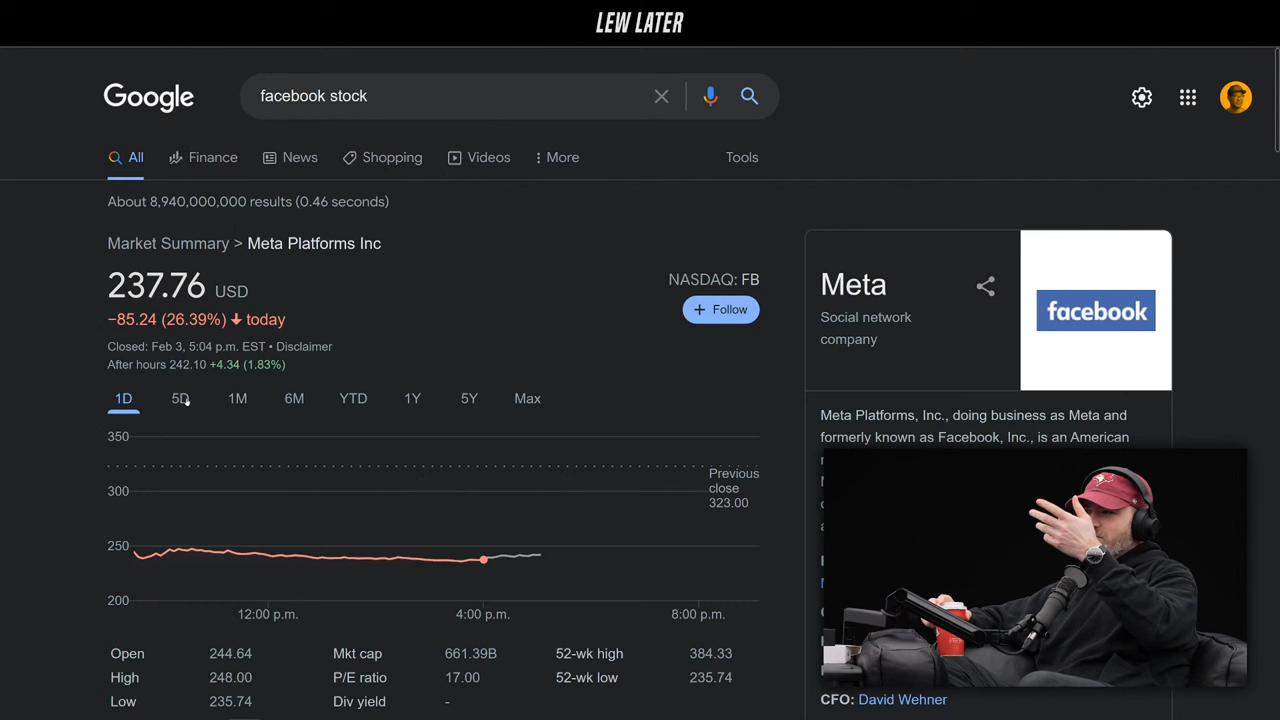 LEW LATER
Google
facebook stock
All
Finance
News
Shopping
Videos
More
Tools
About 8,940,000,000 results (0.46 seconds)
Market Summary > Meta Platforms Inc
237.76 USD
−85.24 (26.39%) today
Closed: Feb 3, 5:04 p.m. EST • Disclaimer
After hours 242.10 +4.34 (1.83%)
NASDAQ: FB
+ Follow
1D 5D 1M 6M YTD 1Y 5Y Max
350
300
250
200
Previous
close
323.00
12:00 p.m. 4:00 p.m. 8:00 p.m.
Open 244.64 Mkt cap 661.39B 52-wk high 384.33
High 248.00 P/E ratio 17.00 52-wk low 235.74
Low 235.74 Div yield -
Meta
Social network
company
facebook
Meta Platforms, Inc., doing business as Meta and
formerly known as Facebook, Inc., is an American
CFO: David Wehner